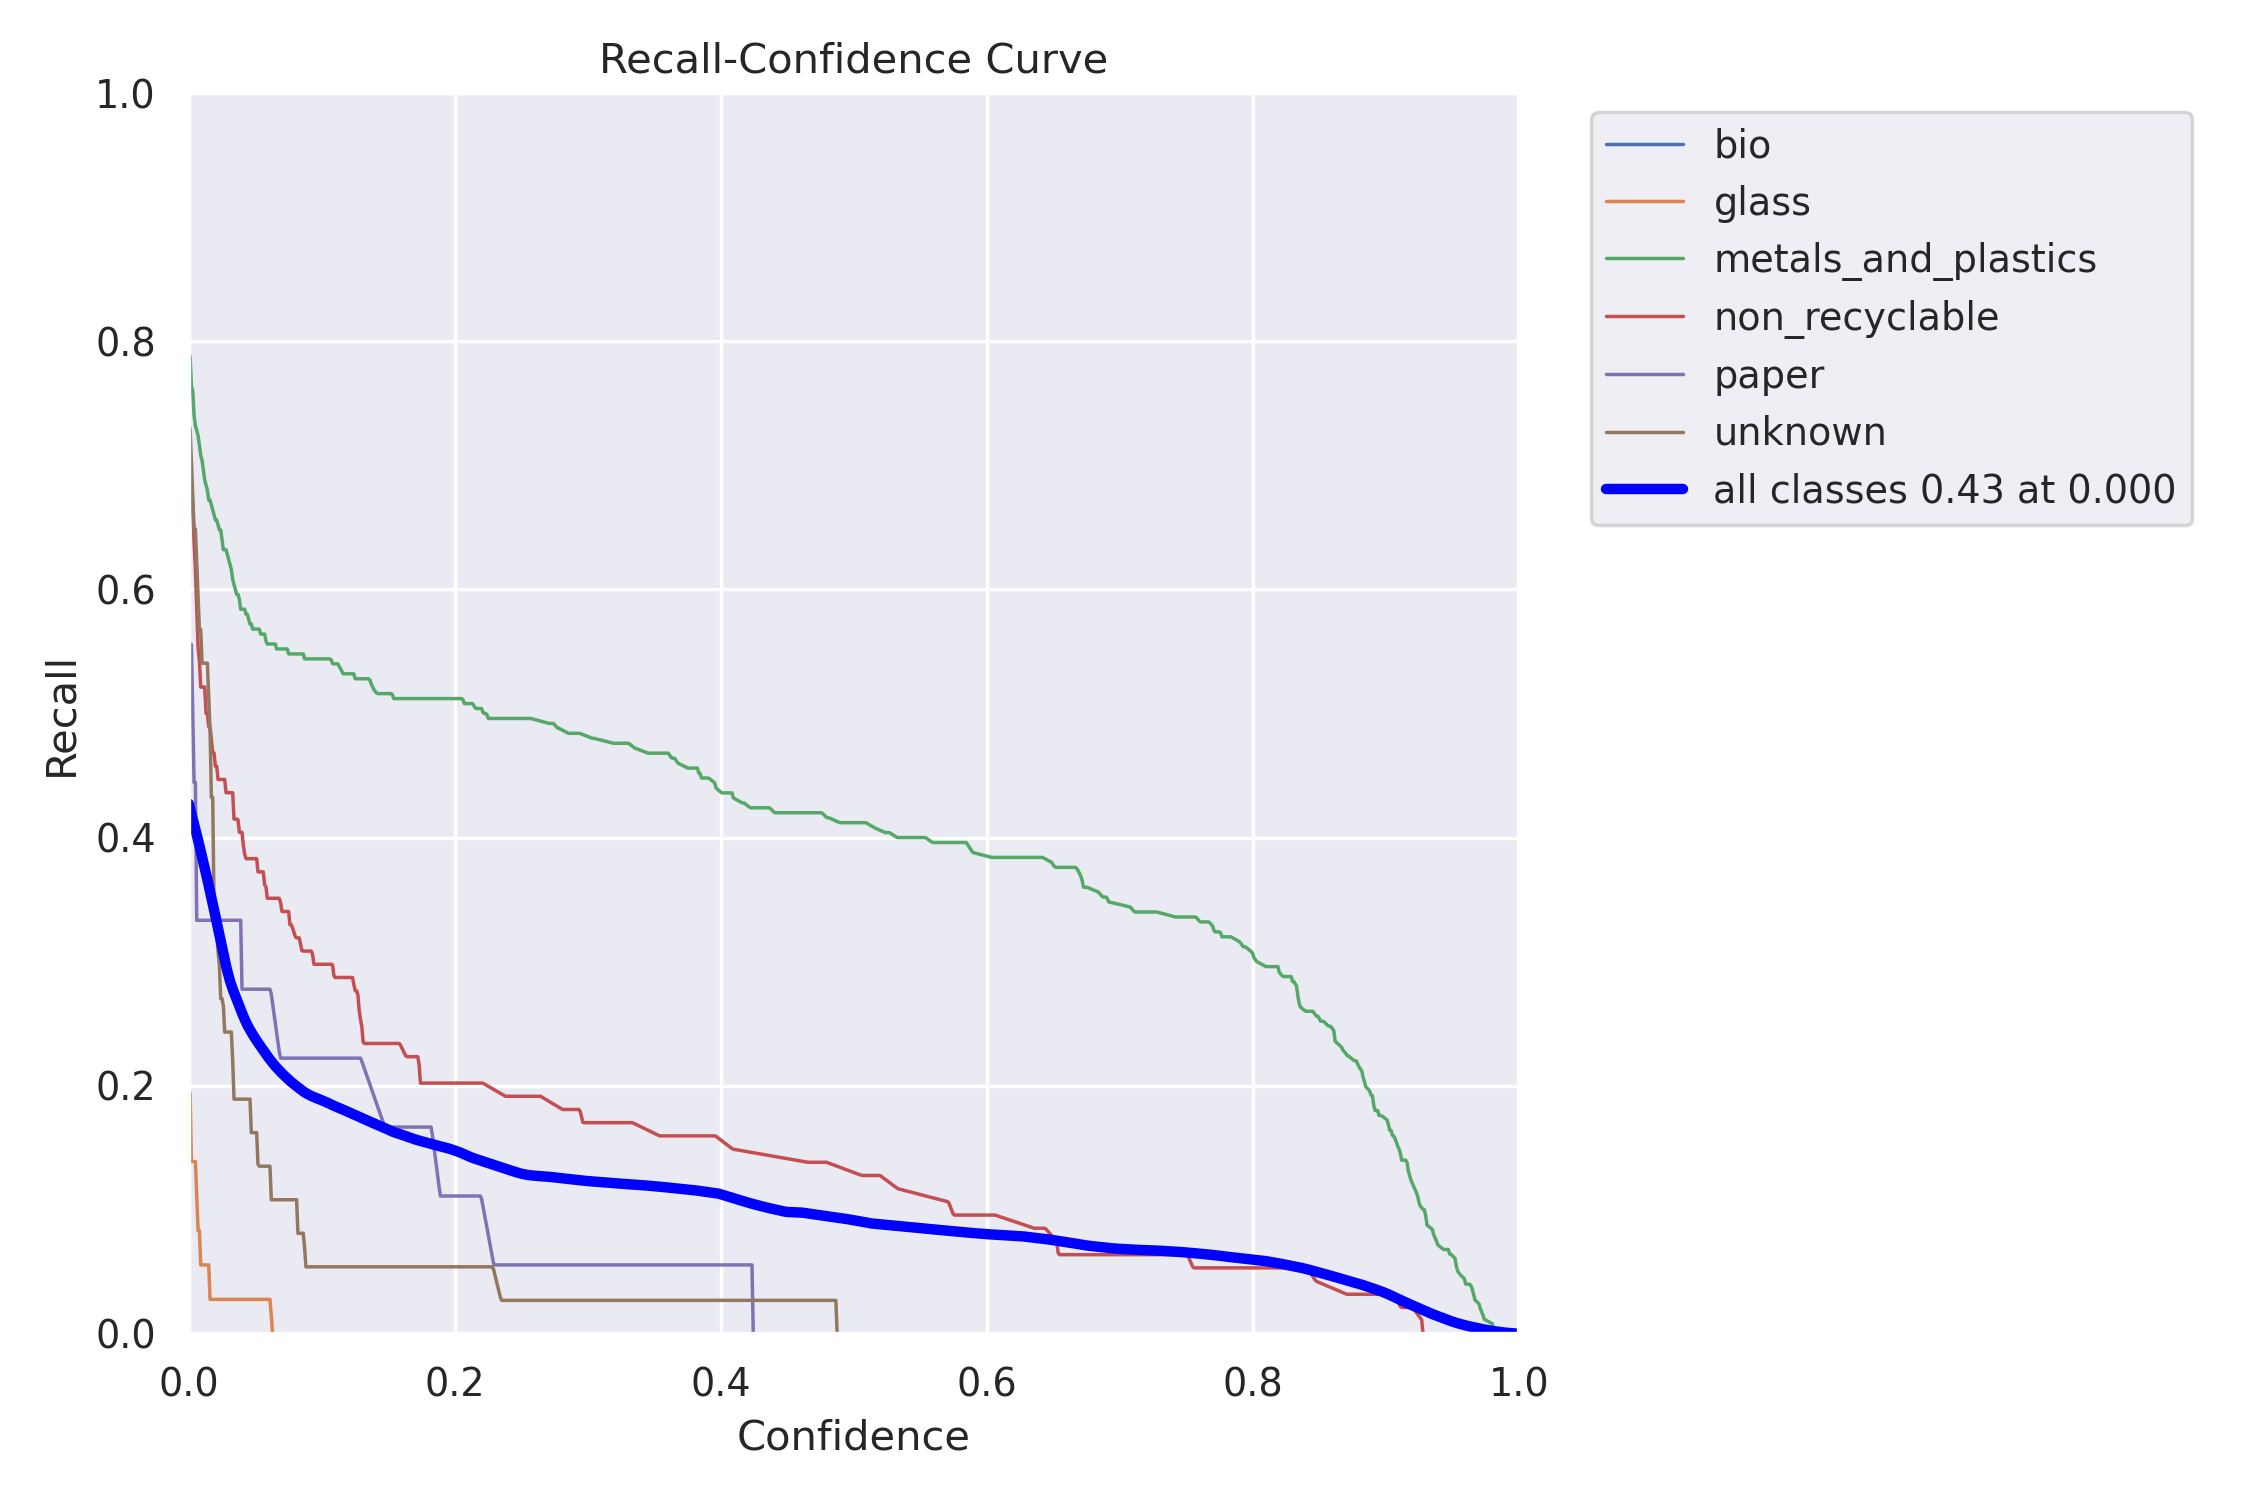 Recall-Confidence Curve
1.0
0.8
0.6
0.4
0.2
0.0
Recall
0.0 0.2 0.4 0.6 0.8 1.0
Confidence
bio
glass
metals_and_plastics
non_recyclable
paper
unknown
all classes 0.43 at 0.000